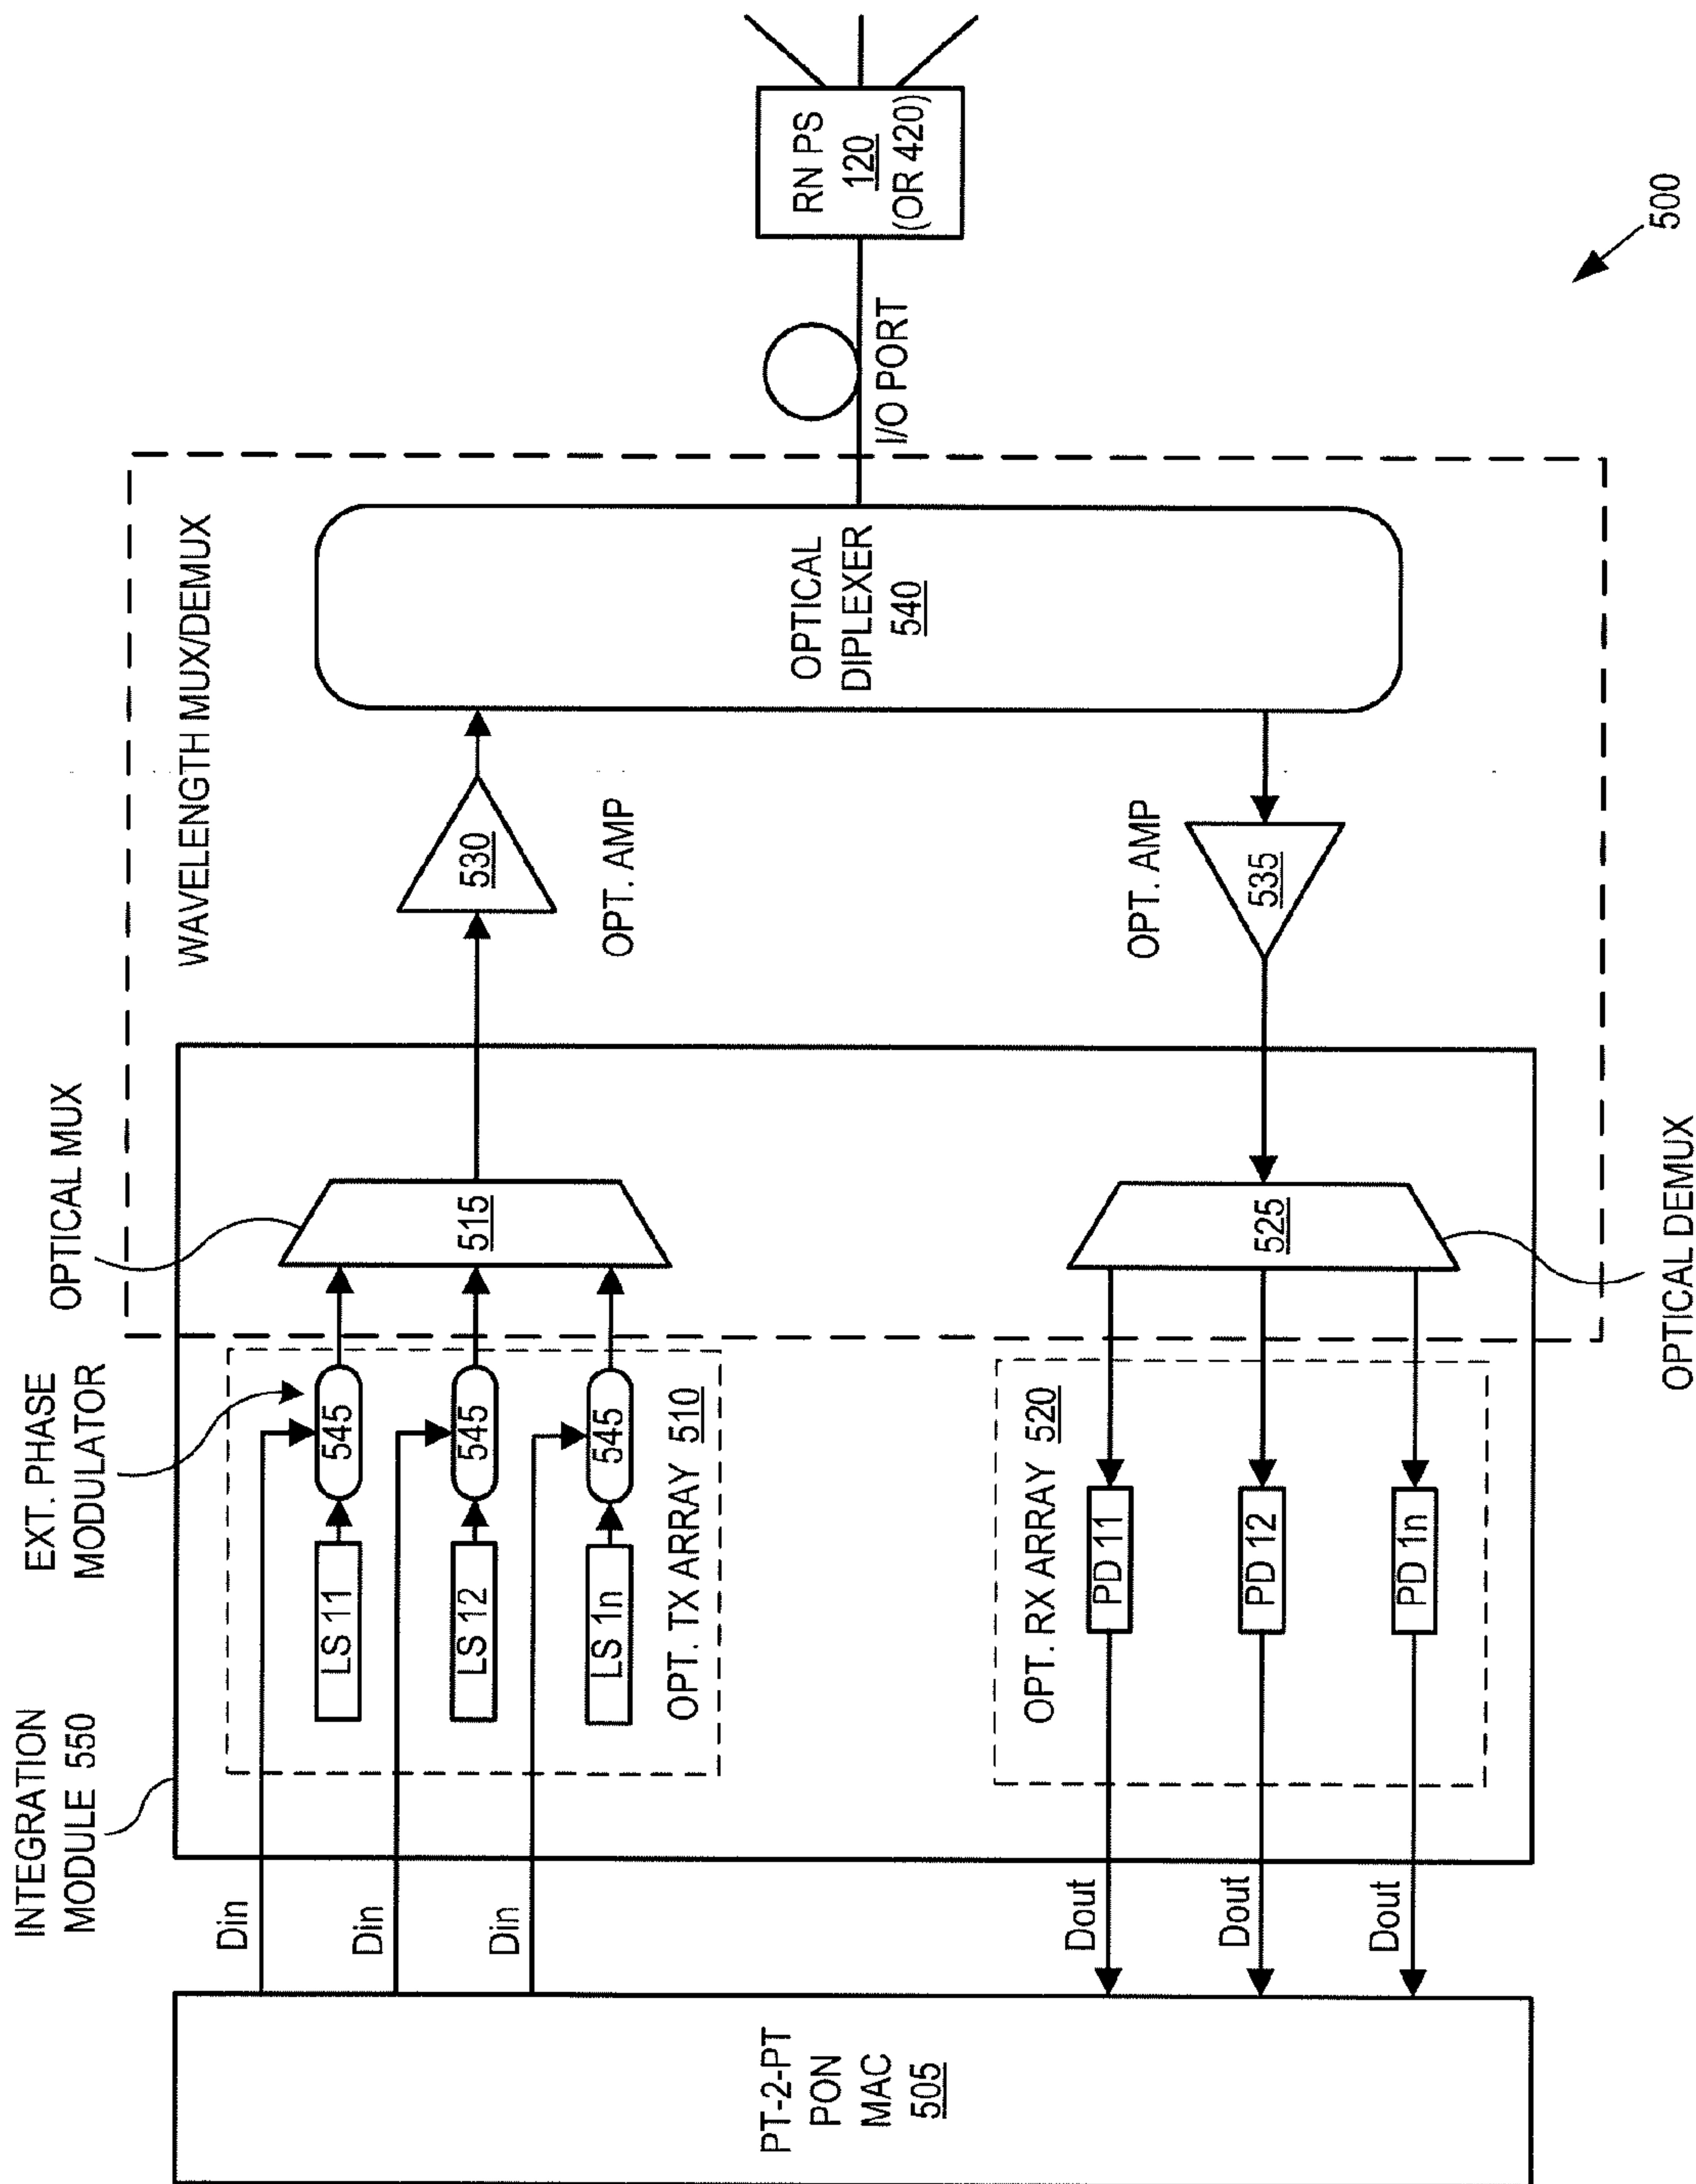 INTEGRATION
MODULE 550
EXT. PHASE
MODULATOR
OPTICAL MUX
WAVELENGTH MUX/DEMUX
PT-2-PT
PON
MAC
505
Din
Din
Din
LS 11
LS 12
LS 1n
545
545
545
OPT. TX ARRAY 510
515
530
OPT. AMP
OPTICAL
DIPLEXER
540
I/O PORT
RN PS
120
(OR 420)
Dout
Dout
Dout
OPT. RX ARRAY 520
PD 11
PD 12
PD 1n
525
OPT. AMP
535
OPTICAL DEMUX
500